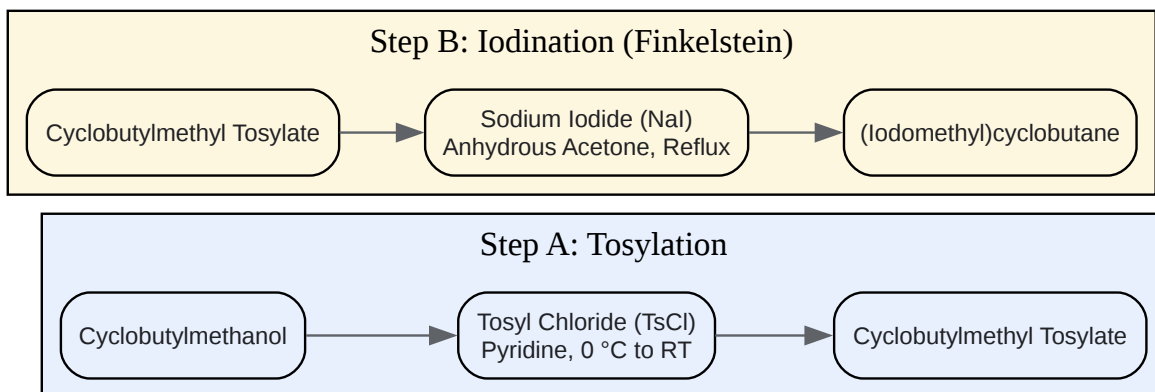 Step B: Iodination (Finkelstein)
Cyclobutylmethyl Tosylate
Sodium Iodide (NaI)
Anhydrous Acetone, Reflux
(Iodomethyl)cyclobutane
Step A: Tosylation
Cyclobutylmethanol
Tosyl Chloride (TsCl)
Pyridine, 0 °C to RT
Cyclobutylmethyl Tosylate